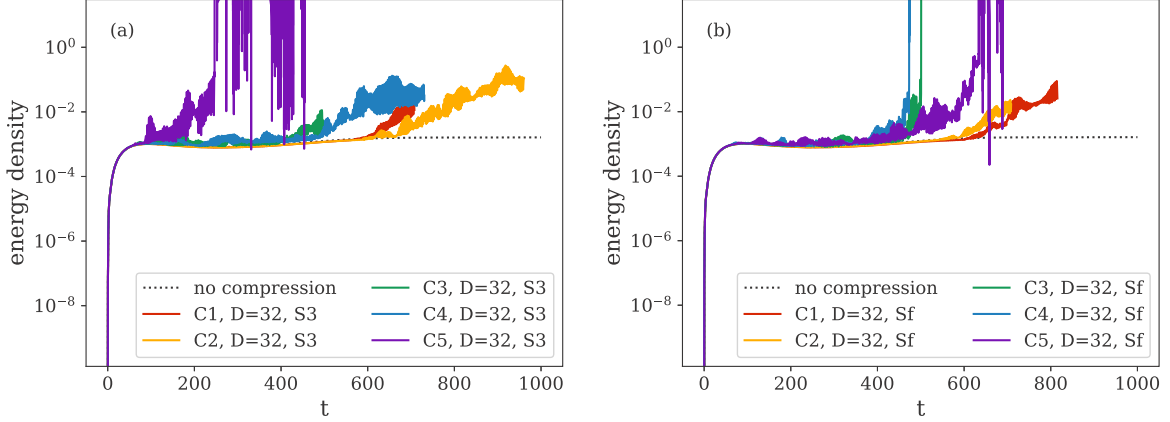 (a)
10^0
10^−2
10^−4
10^−6
10^−8
energy density
no compression
C1, D=32, S3
C2, D=32, S3
C3, D=32, S3
C4, D=32, S3
C5, D=32, S3
0 200 400 600 800 1000
t
(b)
10^0
10^−2
10^−4
10^−6
10^−8
energy density
no compression
C1, D=32, Sf
C2, D=32, Sf
C3, D=32, Sf
C4, D=32, Sf
C5, D=32, Sf
0 200 400 600 800 1000
t